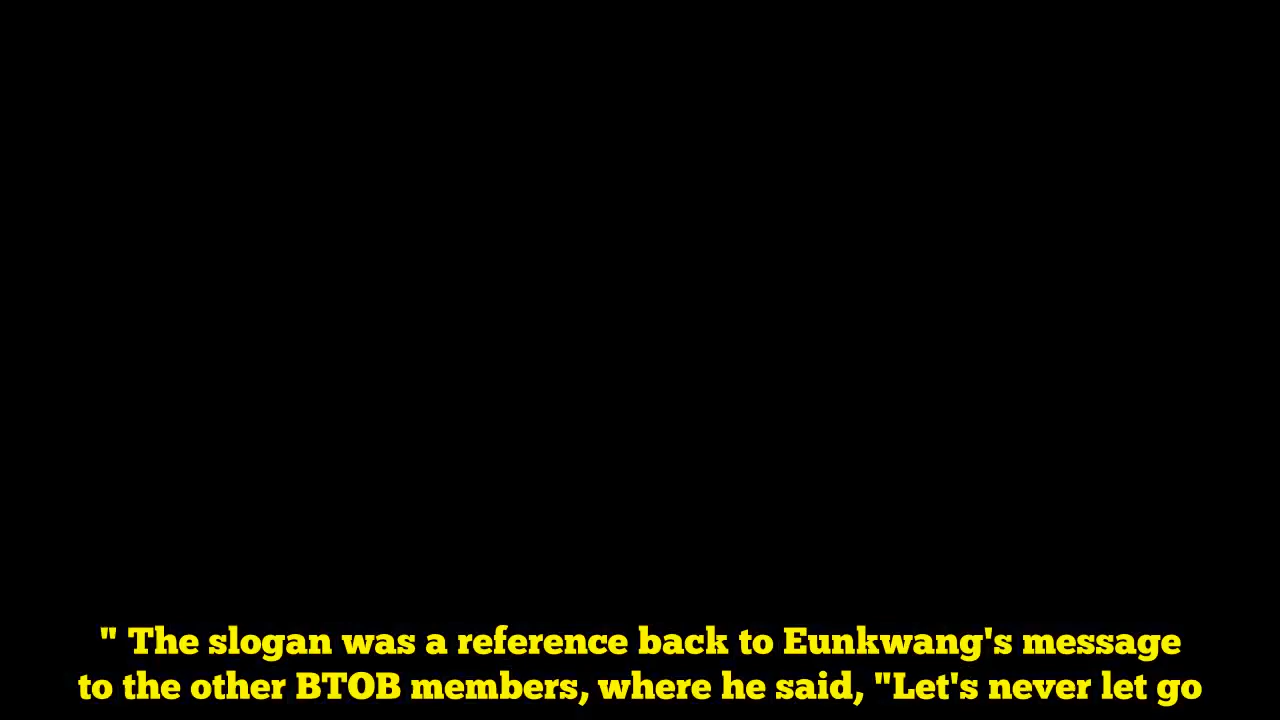 " The slogan was a reference back to Eunkwang's message
to the other BTOB members, where he said, "Let's never let go